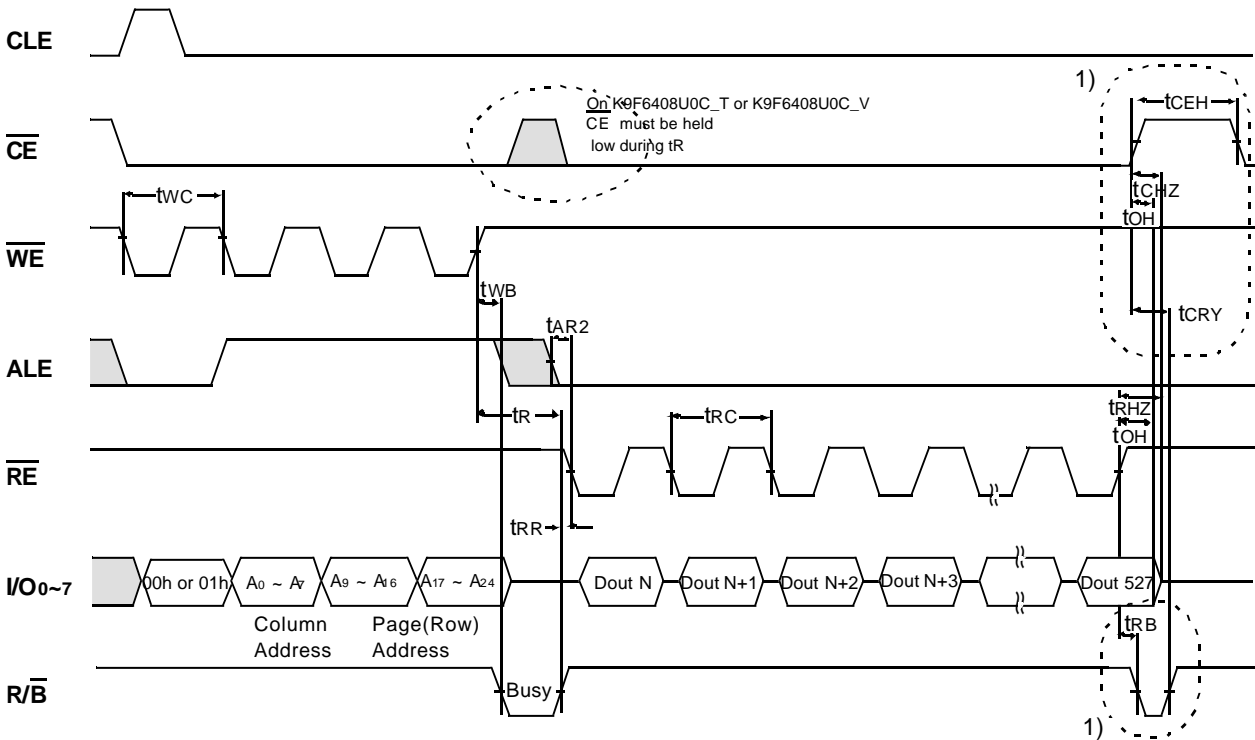 CLE
1)
On K9F6408U0C_T or K9F6408U0C_V
CE must be held
low during tR
tCEH
CE
tWC
tCHZ
tOH
WE
tWB
tCRY
tAR2
ALE
tR
tRC
tRHZ
tOH
RE
tRR
I/O0~7
00h or 01h
A0 ~ A7
A9 ~ A16
A17 ~ A24
Dout N
Dout N+1
Dout N+2
Dout N+3
Dout 527
Column
Address
Page(Row)
Address
tRB
R/B
Busy
1)